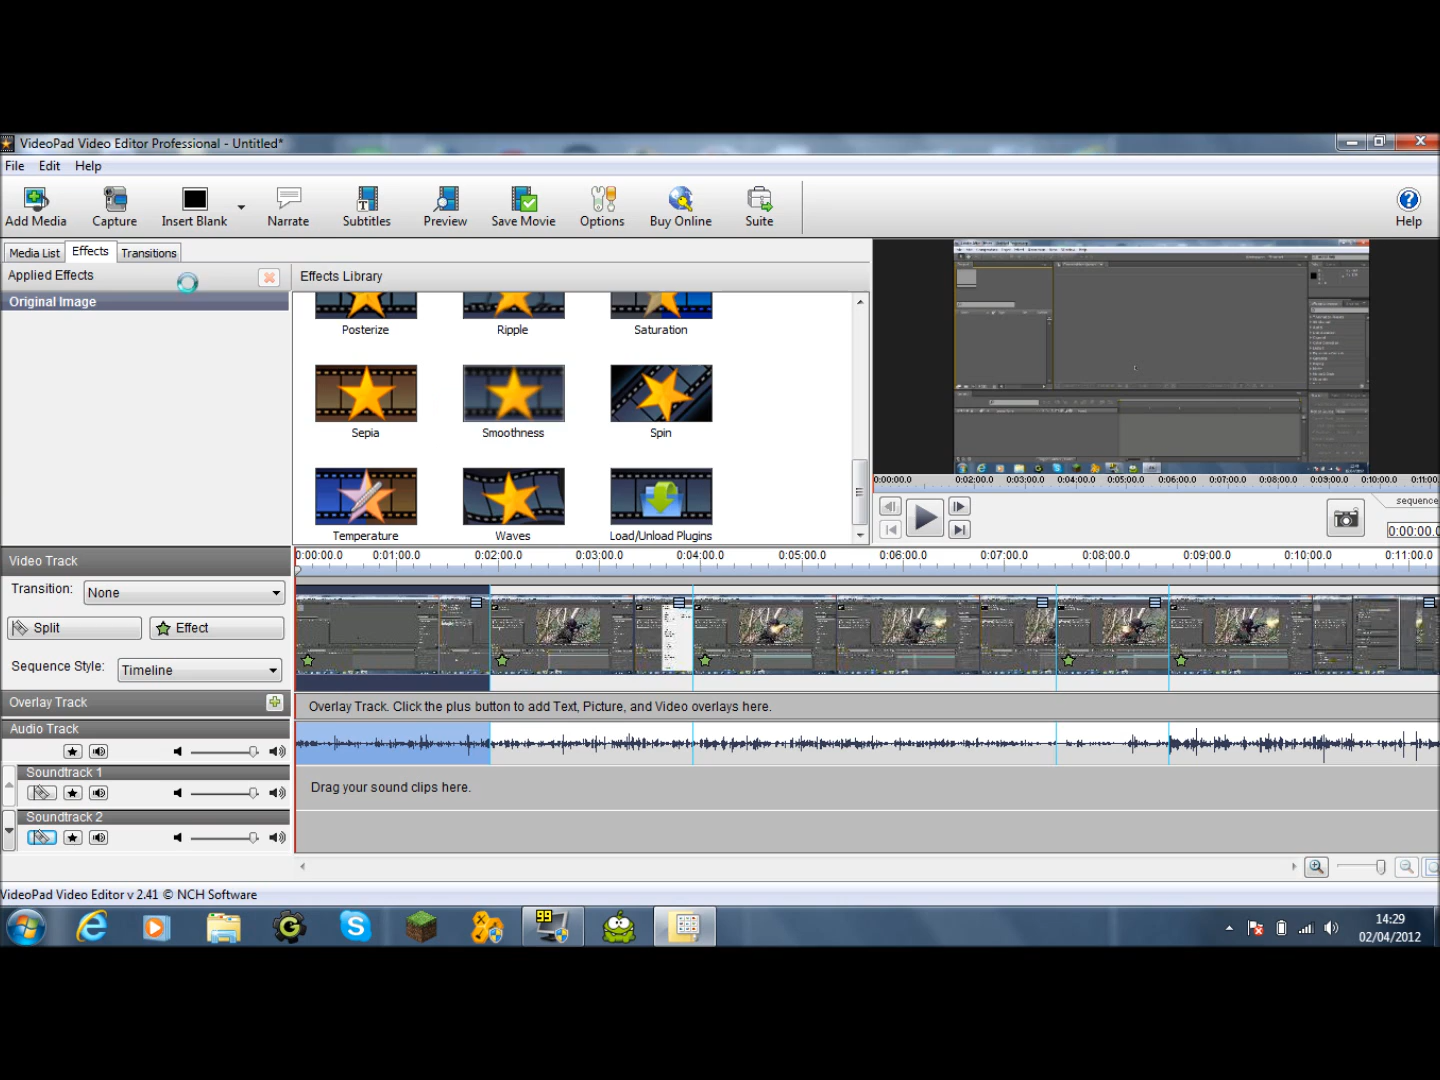 VideoPad Video Editor Professional - Untitled*
File Edit Help
Add Media Capture Insert Blank Narrate Subtitles Preview Save Movie Options Buy Online Suite Help
Media List Effects Transitions
Applied Effects
Original Image
Effects Library
Posterize Ripple Saturation
Sepia Smoothness Spin
Temperature Waves Load/Unload Plugins
0:00:00.0 0:02:00.0 0:03:00.0 0:04:00.0 0:05:00.0 0:06:00.0 0:07:00.0 0:08:00.0 0:09:00.0 0:10:00.0 0:11:00.
sequence
0:00:00.0
Video Track
0:00:00.0 0:01:00.0 0:02:00.0 0:03:00.0 0:04:00.0 0:05:00.0 0:06:00.0 0:07:00.0 0:08:00.0 0:09:00.0 0:10:00.0 0:11:00.0
Transition: None
Split Effect
Sequence Style: Timeline
Overlay Track
Overlay Track. Click the plus button to add Text, Picture, and Video overlays here.
Audio Track
Soundtrack 1
Drag your sound clips here.
Soundtrack 2
VideoPad Video Editor v 2.41 © NCH Software
99
14:29
02/04/2012